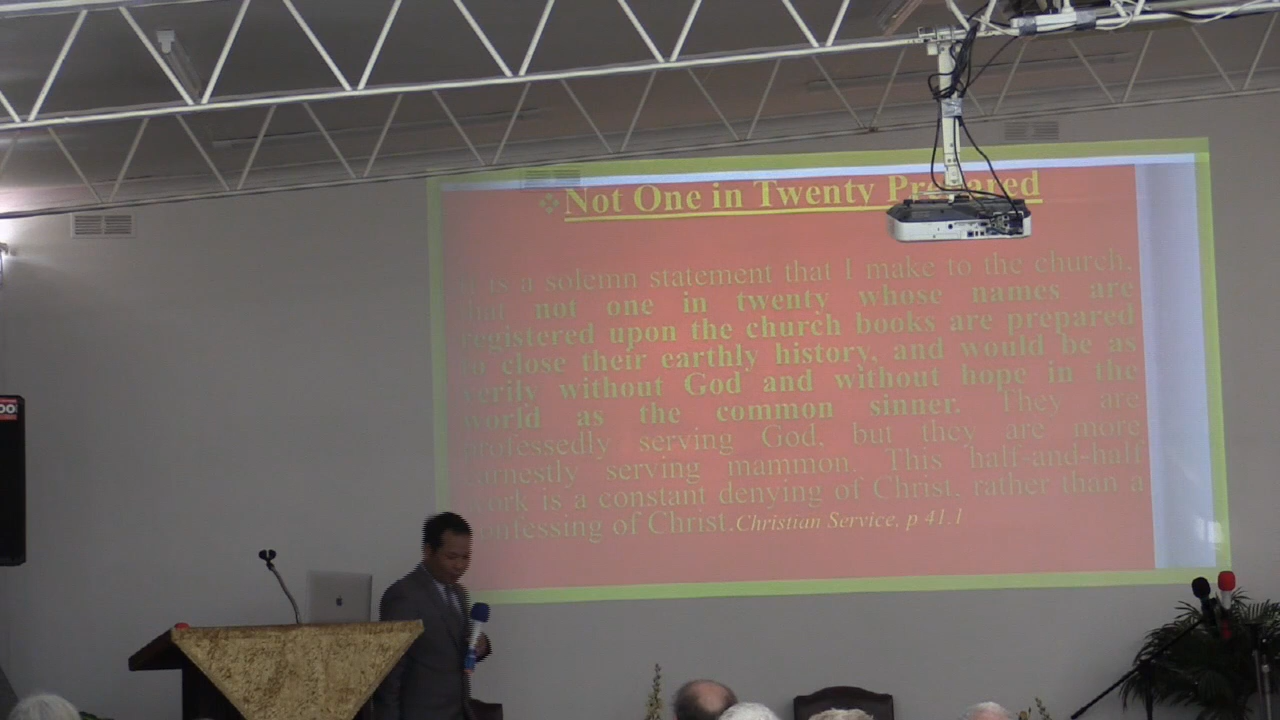 Not One in Twenty Prepared
is a solemn statement that I make to the church,
not one in twenty whose names are
registered upon the church books are prepared
to close their earthly history, and would be as
verily without God and without hope in the
world as the common sinner. They are
professedly serving God, but they are more
earnestly serving mammon. This half-and-half
work is a constant denying of Christ, rather than a
confessing of Christ. Christian Service, p 41.1